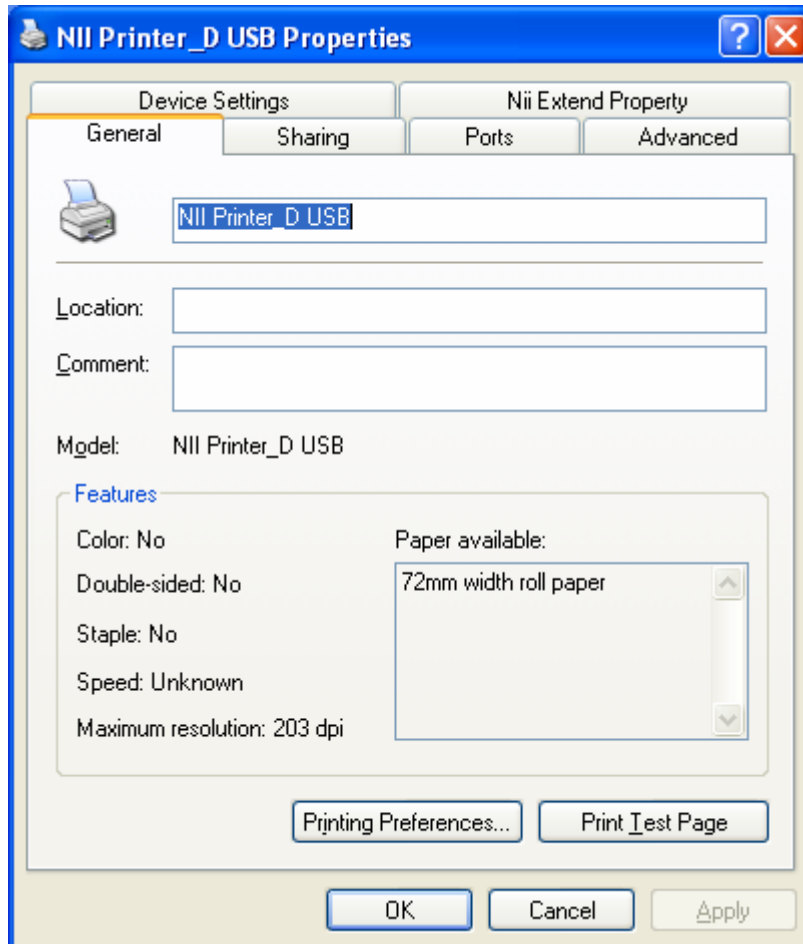 NII Printer_D USB Properties
Device Settings Nii Extend Property
General Sharing Ports Advanced
NII Printer_D USB
Location:
Comment:
Model: NII Printer_D USB
Features
Color: No Paper available:
Double-sided: No 72mm width roll paper
Staple: No
Speed: Unknown
Maximum resolution: 203 dpi
Printing Preferences... Print Test Page
OK Cancel Apply